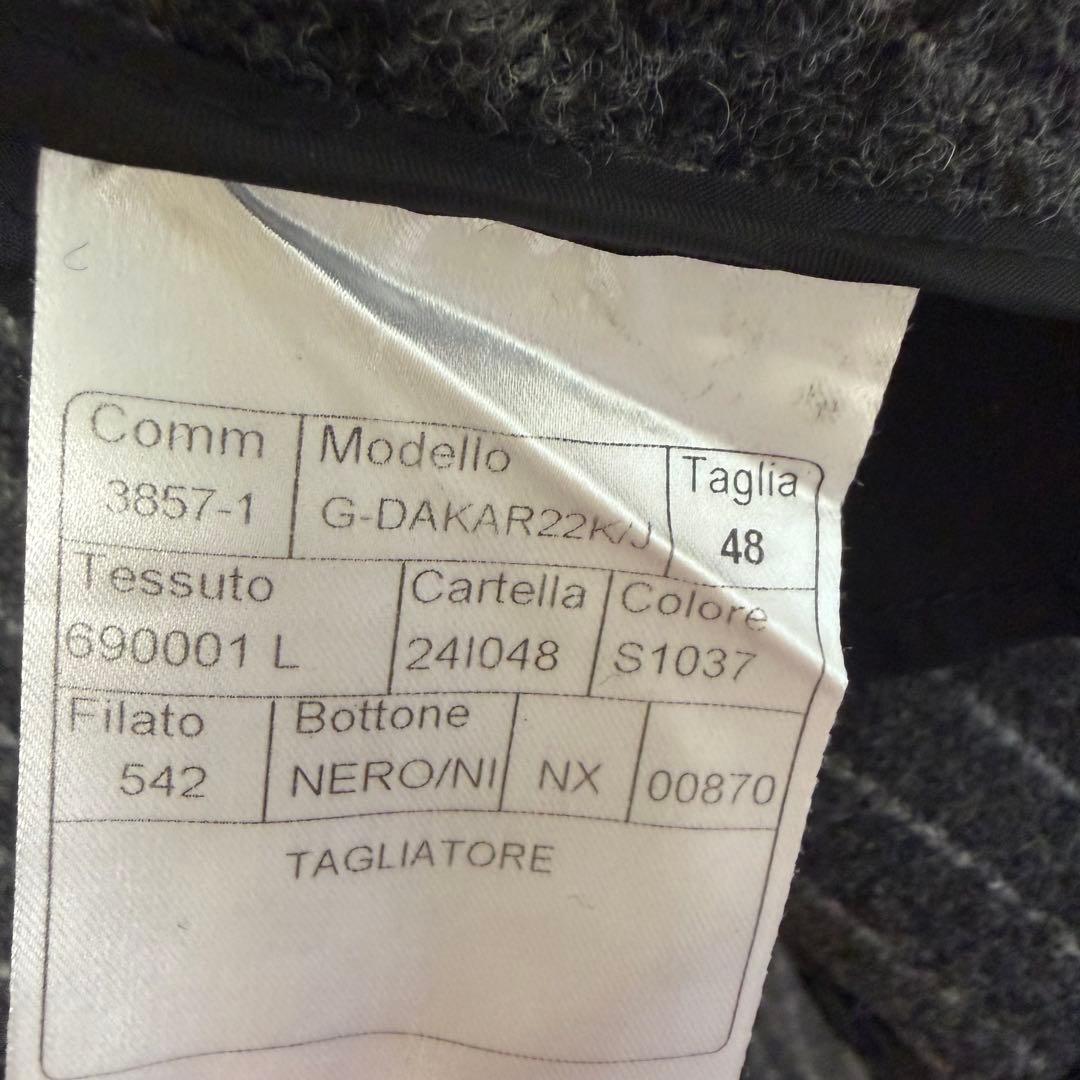 Comm Modello Taglia
3857-1 G-DAKAR22K/J 48
Tessuto Cartella Colore
690001 L 24I048 S1037
Filato Bottone
542 NERO/NI NX 00870
TAGLIATORE